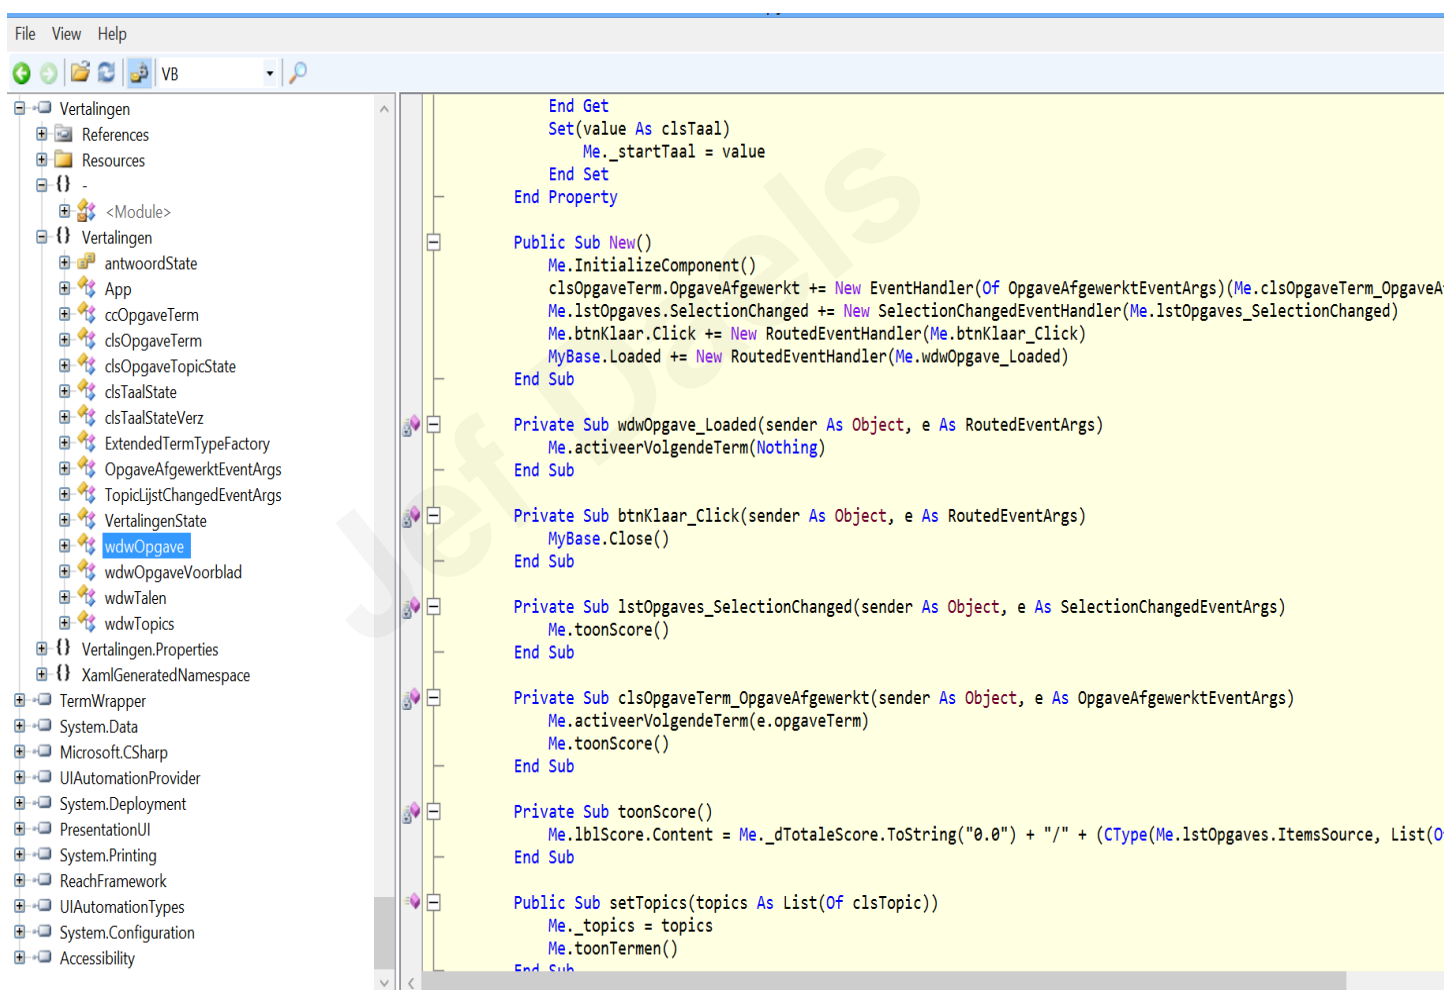 File View Help
VB
Vertalingen
References
Resources
{} -
<Module>
{} Vertalingen
antwoordState
App
ccOpgaveTerm
clsOpgaveTerm
clsOpgaveTopicState
clsTaalState
clsTaalStateVerz
ExtendedTermTypeFactory
OpgaveAfgewerktEventArgs
TopicLijstChangedEventArgs
VertalingenState
wdwOpgave
wdwOpgaveVoorblad
wdwTalen
wdwTopics
{} Vertalingen.Properties
{} XamlGeneratedNamespace
TermWrapper
System.Data
Microsoft.CSharp
UIAutomationProvider
System.Deployment
PresentationUI
System.Printing
ReachFramework
UIAutomationTypes
System.Configuration
Accessibility
End Get
Set(value As clsTaal)
Me._startTaal = value
End Set
End Property
Public Sub New()
Me.InitializeComponent()
clsOpgaveTerm.OpgaveAfgewerkt += New EventHandler(Of OpgaveAfgewerktEventArgs)(Me.clsOpgaveTerm_OpgaveA
Me.lstOpgaves.SelectionChanged += New SelectionChangedEventHandler(Me.lstOpgaves_SelectionChanged)
Me.btnKlaar.Click += New RoutedEventHandler(Me.btnKlaar_Click)
MyBase.Loaded += New RoutedEventHandler(Me.wdwOpgave_Loaded)
End Sub
Private Sub wdwOpgave_Loaded(sender As Object, e As RoutedEventArgs)
Me.activeerVolgendeTerm(Nothing)
End Sub
Private Sub btnKlaar_Click(sender As Object, e As RoutedEventArgs)
MyBase.Close()
End Sub
Private Sub lstOpgaves_SelectionChanged(sender As Object, e As SelectionChangedEventArgs)
Me.toonScore()
End Sub
Private Sub clsOpgaveTerm_OpgaveAfgewerkt(sender As Object, e As OpgaveAfgewerktEventArgs)
Me.activeerVolgendeTerm(e.opgaveTerm)
Me.toonScore()
End Sub
Private Sub toonScore()
Me.lblScore.Content = Me._dTotaleScore.ToString("0.0") + "/" + (CType(Me.lstOpgaves.ItemsSource, List(O
End Sub
Public Sub setTopics(topics As List(Of clsTopic))
Me._topics = topics
Me.toonTermen()
End Sub
Jef Daels